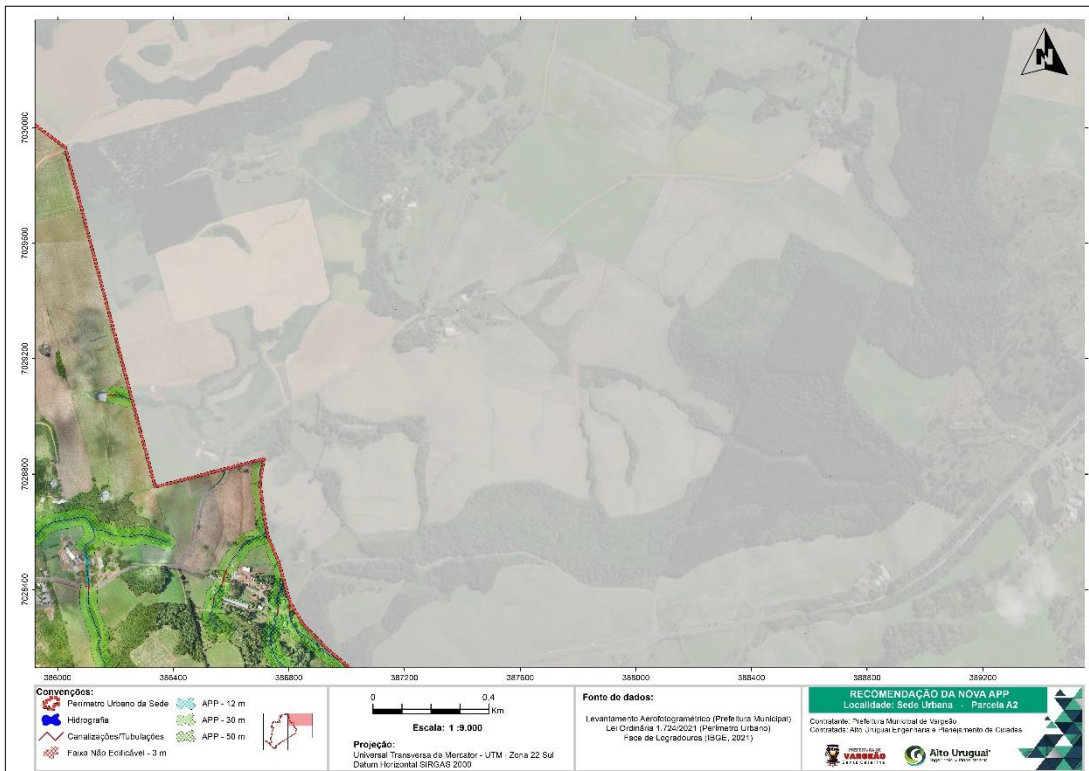 N
7030000
7029600
7029200
7028800
7028400
386000 386400 386800 387200 387600 388000 388400 388800 389200
Convenções:
Perímetro Urbano da Sede
Hidrografia
Canalizações/Tubulações
Faixa Não Edificável - 3 m
APP - 12 m
APP - 30 m
APP - 50 m
0 0,4
Km
Escala: 1 :9.000
Projeção:
Universal Transversa de Mercator - UTM | Zona 22 Sul
Datum Horizontal SIRGAS 2000
Fonte do dados:
Levantamento Aerofotogramétrico (Prefeitura Municipal)
Lei Ordinária 1.724/2021 (Perímetro Urbano)
Face de Logradouros (IBGE, 2021)
RECOMENDAÇÃO DA NOVA APP
Localidade: Sede Urbana - Parcela A2
Contratante: Prefeitura Municipal de Vargeão
Contratada: Alto Uruguai Engenharia e Planejamento de Cidades
PREFEITURA DE
VARGEÃO
SANTA CATARINA
Alto Uruguai